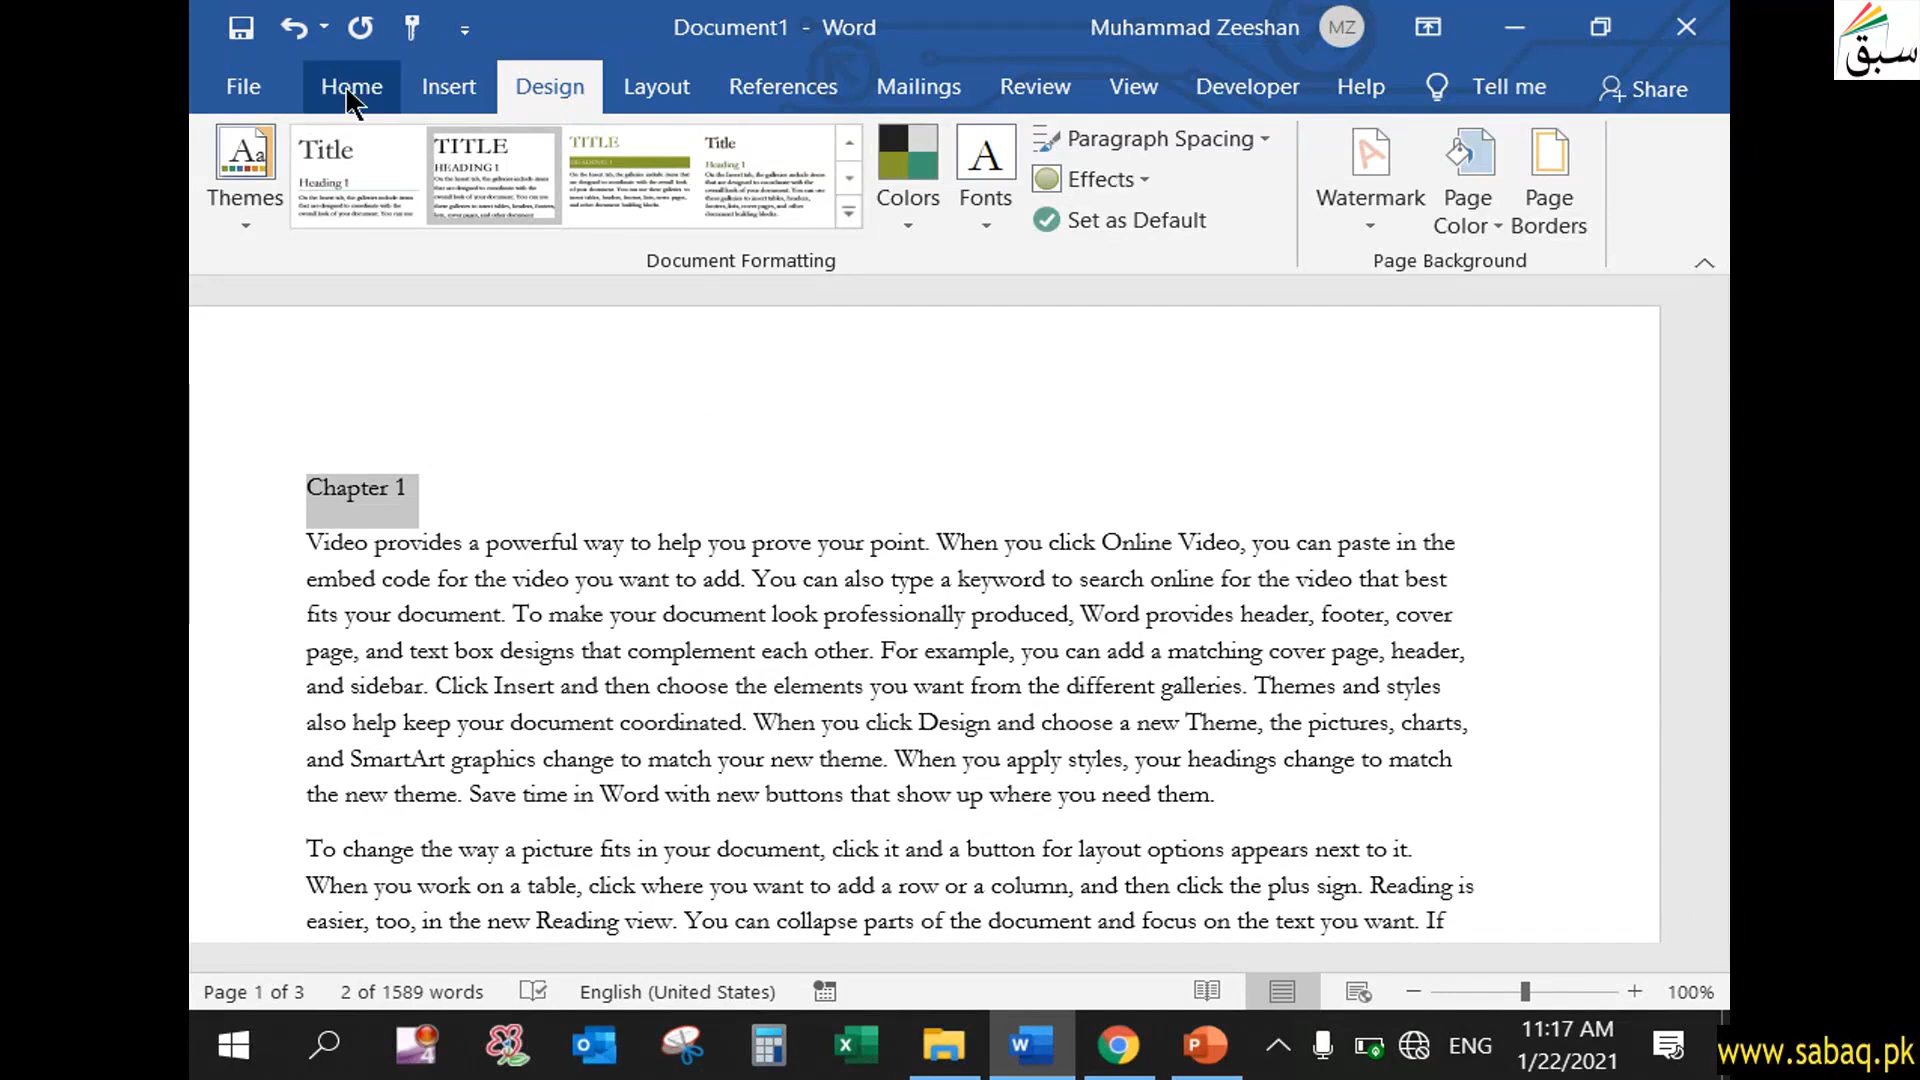 Document1 - Word
Muhammad Zeeshan
MZ
سبق
File
Home
Insert
Design
Layout
References
Mailings
Review
View
Developer
Help
Tell me
Share
Themes
Title
Heading 1
TITLE
HEADING 1
TITLE
HEADING 1
Title
Heading 1
Colors
Fonts
Paragraph Spacing
Effects
Set as Default
Watermark
Page
Color
Page
Borders
Document Formatting
Page Background
Chapter 1
Video provides a powerful way to help you prove your point. When you click Online Video, you can paste in the
embed code for the video you want to add. You can also type a keyword to search online for the video that best
fits your document. To make your document look professionally produced, Word provides header, footer, cover
page, and text box designs that complement each other. For example, you can add a matching cover page, header,
and sidebar. Click Insert and then choose the elements you want from the different galleries. Themes and styles
also help keep your document coordinated. When you click Design and choose a new Theme, the pictures, charts,
and SmartArt graphics change to match your new theme. When you apply styles, your headings change to match
the new theme. Save time in Word with new buttons that show up where you need them.
To change the way a picture fits in your document, click it and a button for layout options appears next to it.
When you work on a table, click where you want to add a row or a column, and then click the plus sign. Reading is
easier, too, in the new Reading view. You can collapse parts of the document and focus on the text you want. If
Page 1 of 3
2 of 1589 words
English (United States)
100%
ENG
11:17 AM
1/22/2021
www.sabaq.pk